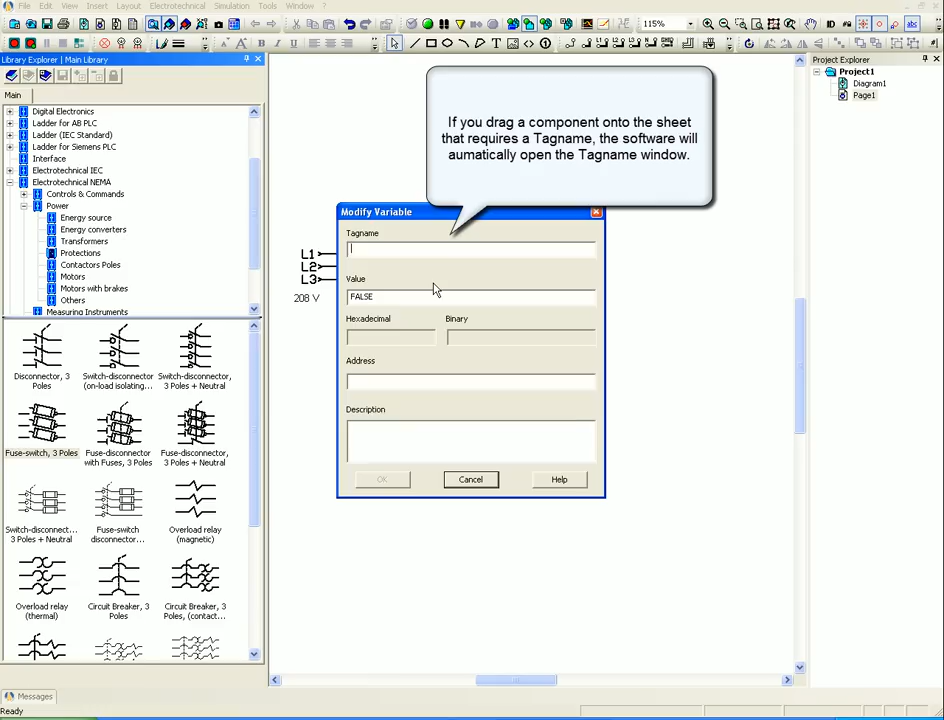 File Edit View Insert Layout Electrotechnical Simulation Tools Window ?
115%
Library Explorer | Main Library
Main
Digital Electronics
Ladder for AB PLC
Ladder (IEC Standard)
Ladder for Siemens PLC
Interface
Electrotechnical IEC
Electrotechnical NEMA
Controls & Commands
Power
Energy source
Energy converters
Transformers
Protections
Contactors Poles
Motors
Motors with brakes
Others
Measuring Instruments
Disconnector, 3
Poles
Switch-disconnector
(on-load isolating...
Switch-disconnector,
3 Poles + Neutral
Fuse-switch, 3 Poles
Fuse-disconnector
with Fuses, 3 Poles
Fuse-disconnector,
3 Poles + Neutral
Switch-disconnect...
3 Poles + Neutral
Fuse-switch
disconnector...
Overload relay
(magnetic)
Overload relay
(thermal)
Circuit Breaker, 3
Poles
Circuit Breaker, 3
Poles, (contact...
If you drag a component onto the sheet
that requires a Tagname, the software will
aumatically open the Tagname window.
L1
L2
L3
208 V
Modify Variable
Tagname
Value
FALSE
Hexadecimal Binary
Address
Description
OK Cancel Help
Project Explorer
Project1
Diagram1
Page1
Messages
Ready